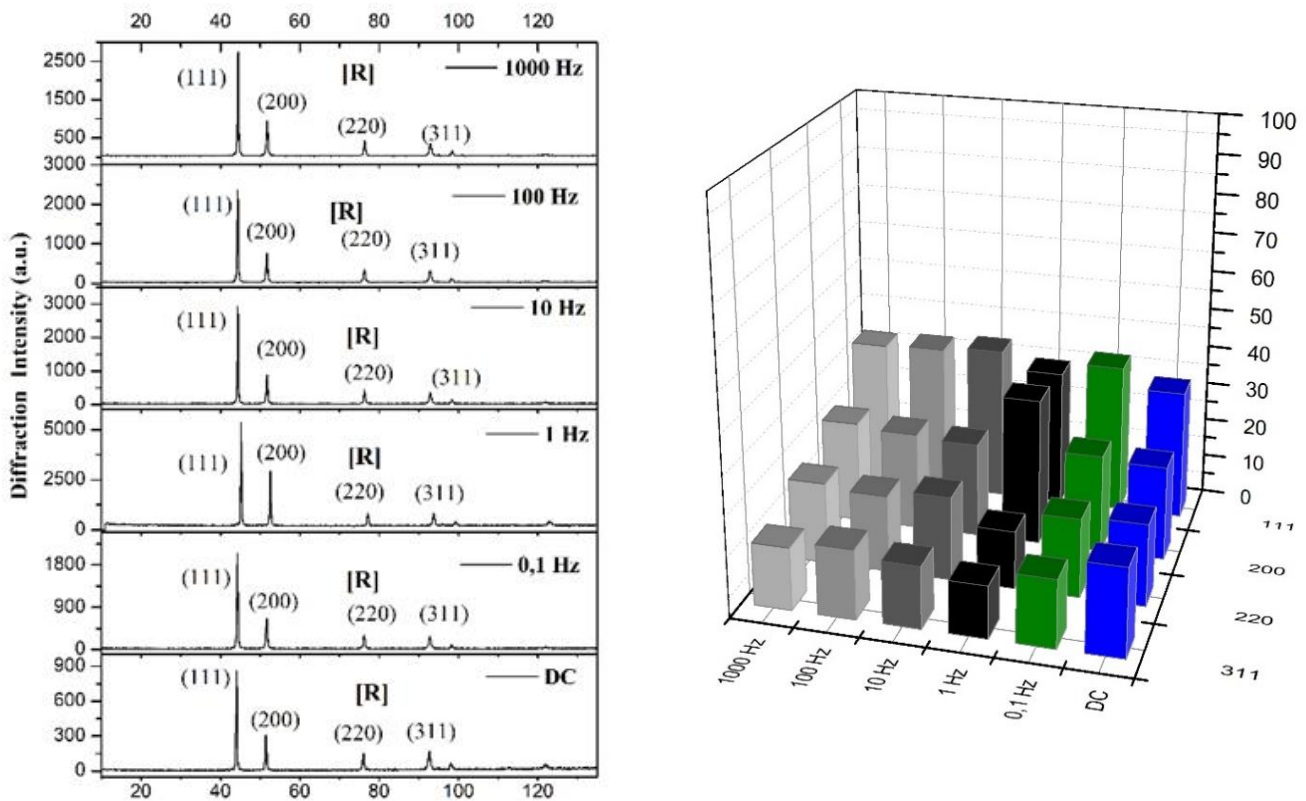 20 40 60 80 100 120
Diffraction Intensity (a.u.)
2500
1500
500
(111)
(200)
[R]
(220)
(311)
1000 Hz
3000
2000
1000
0
(111)
(200)
[R]
(220)
(311)
100 Hz
3000
2000
1000
0
(111)
(200)
[R]
(220)
(311)
10 Hz
5000
2500
0
(111)
(200)
[R]
(220)
(311)
1 Hz
1800
900
0
(111)
(200)
[R]
(220)
(311)
0,1 Hz
900
600
300
0
(111)
(200)
[R]
(220)
(311)
DC
20 40 60 80 100 120
100
90
80
70
60
50
40
30
20
10
0
111
200
220
311
1000 Hz
100 Hz
10 Hz
1 Hz
0,1 Hz
DC